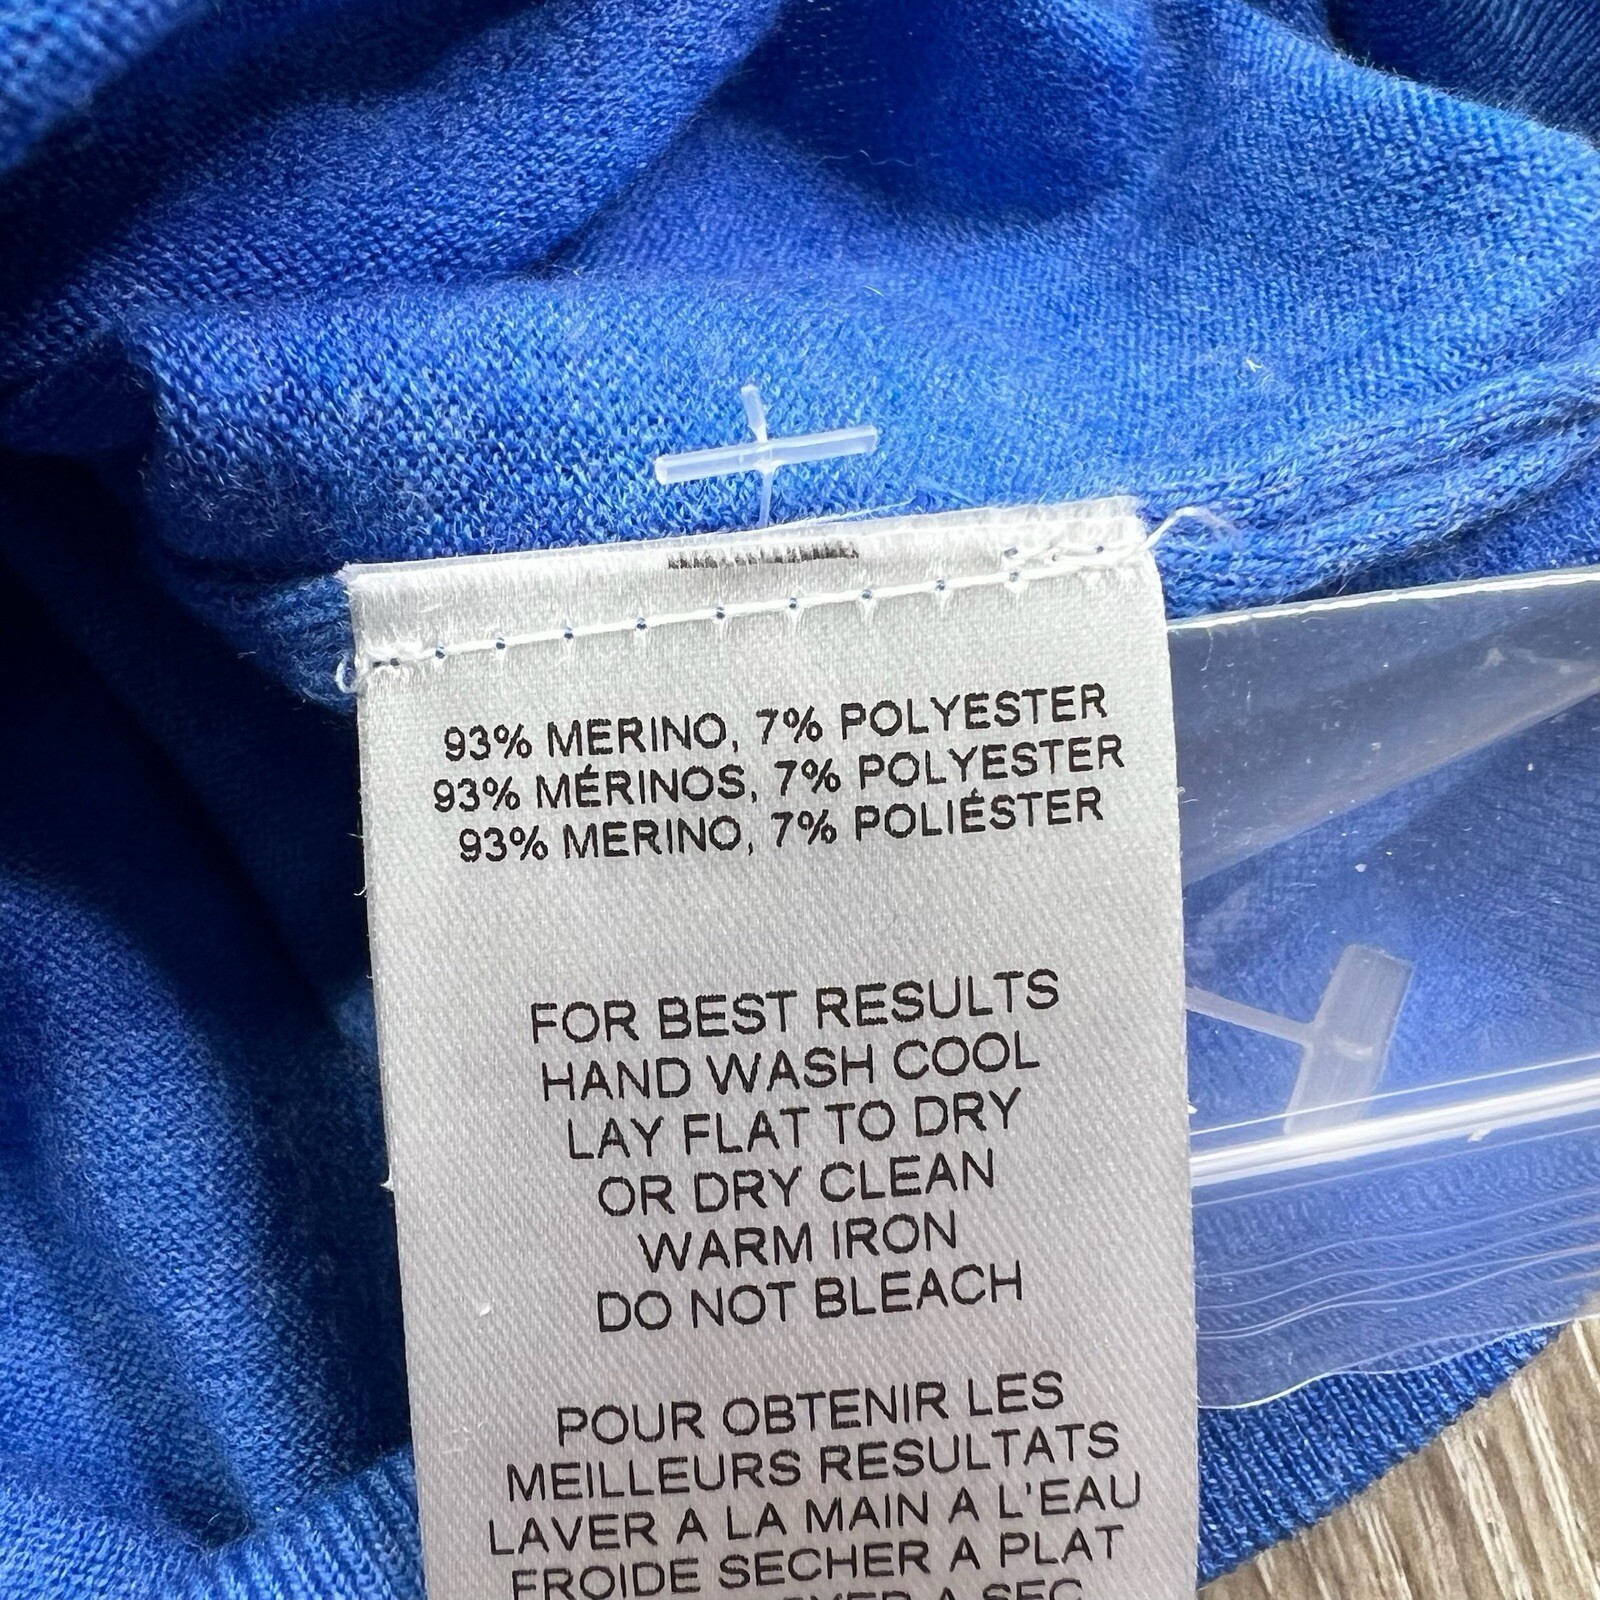 93% MERINO, 7% POLYESTER
93% MÉRINOS, 7% POLYESTER
93% MERINO, 7% POLIÉSTER
FOR BEST RESULTS
HAND WASH COOL
LAY FLAT TO DRY
OR DRY CLEAN
WARM IRON
DO NOT BLEACH
POUR OBTENIR LES
MEILLEURS RESULTATS
LAVER A LA MAIN A L'EAU
FROIDE SECHER A PLAT
A SEC